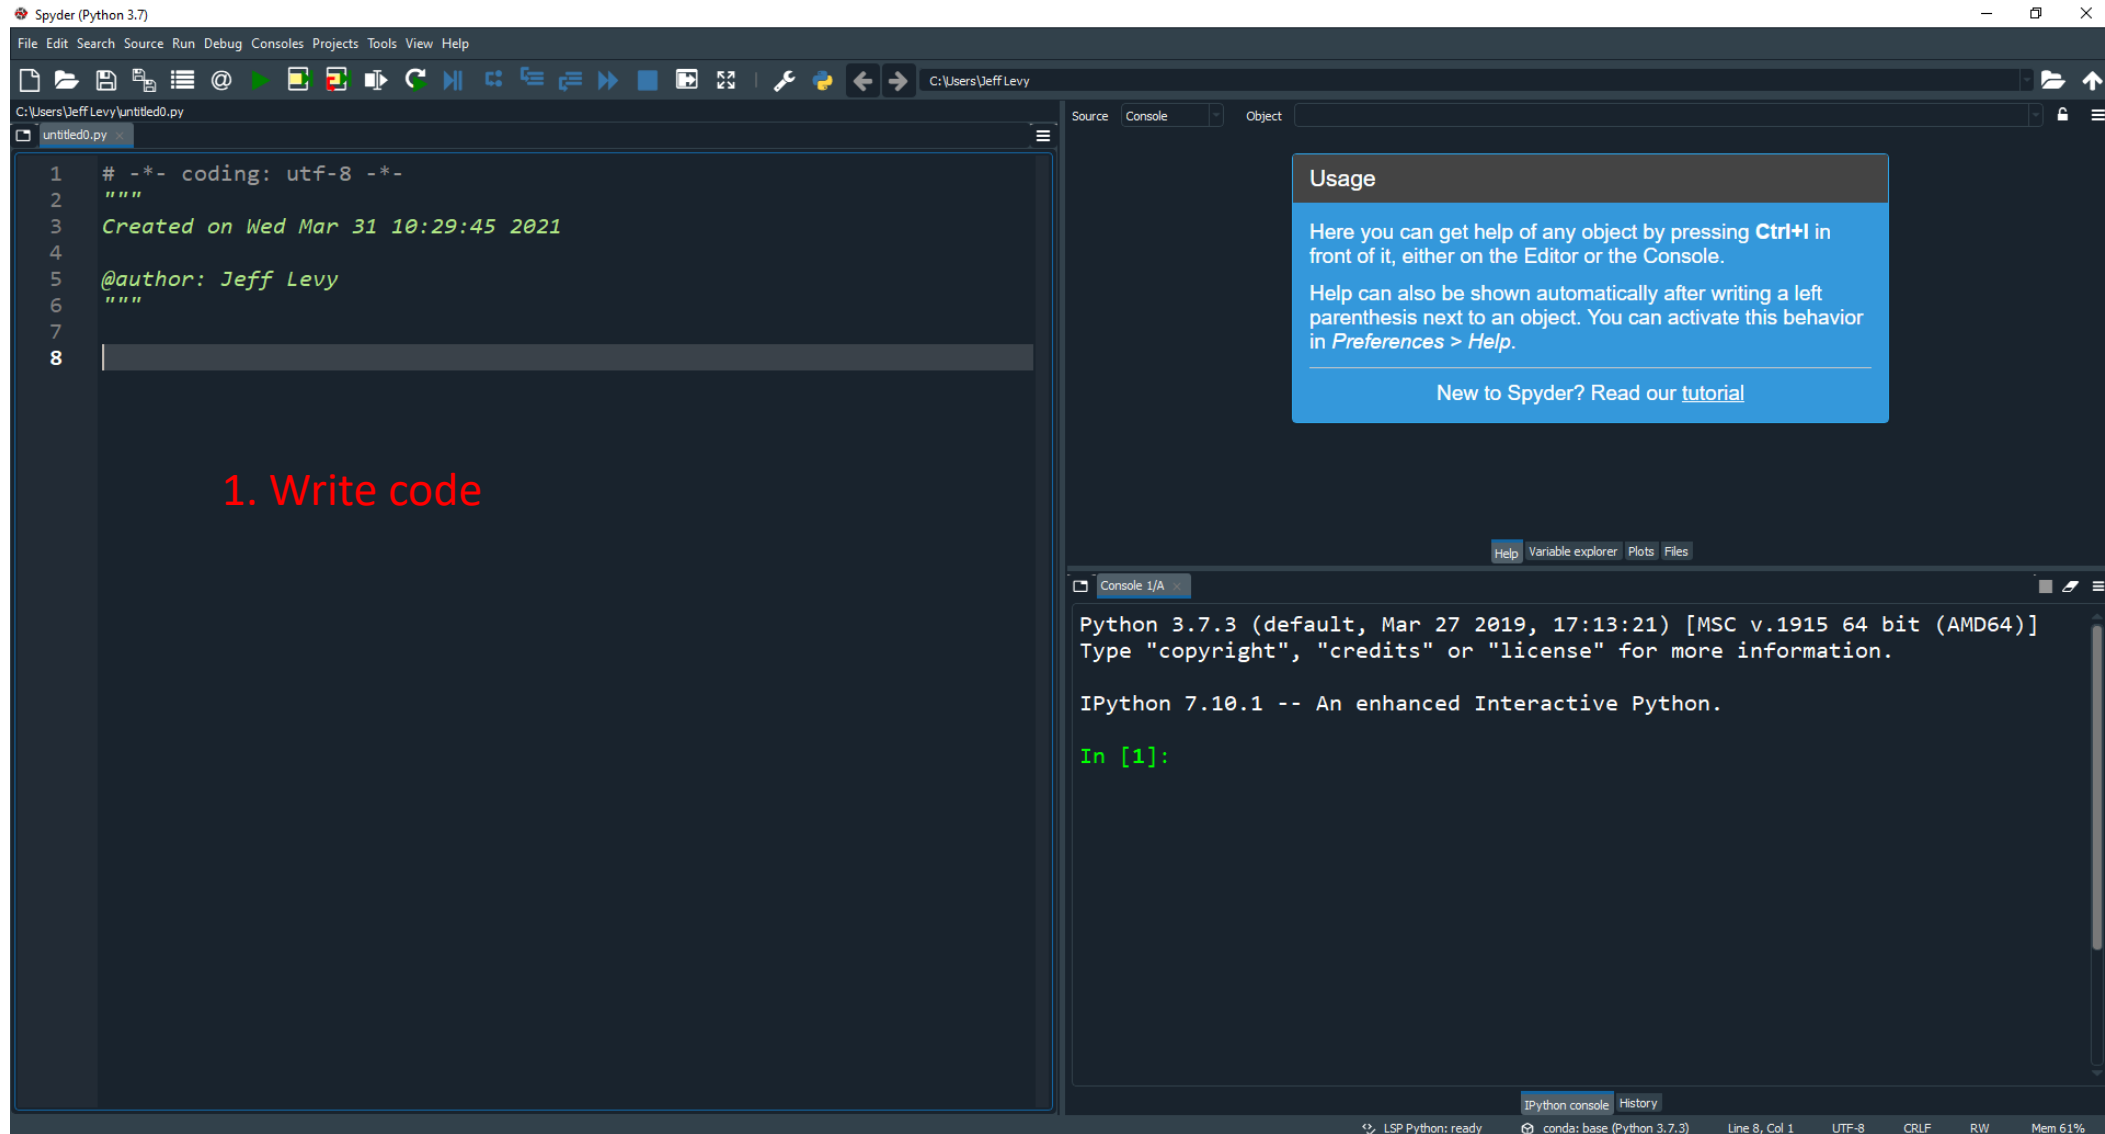 Spyder (Python 3.7)
File Edit Search Source Run Debug Consoles Projects Tools View Help
C:\Users\Jeff Levy
C:\Users\Jeff Levy\untitled0.py
untitled0.py
1 # -*- coding: utf-8 -*-
2 """
3 Created on Wed Mar 31 10:29:45 2021
4
5 @author: Jeff Levy
6 """
7
8
1. Write code
Source Console Object
Usage
Here you can get help of any object by pressing Ctrl+I in
front of it, either on the Editor or the Console.
Help can also be shown automatically after writing a left
parenthesis next to an object. You can activate this behavior
in Preferences > Help.
New to Spyder? Read our tutorial
Help Variable explorer Plots Files
Console 1/A
Python 3.7.3 (default, Mar 27 2019, 17:13:21) [MSC v.1915 64 bit (AMD64)]
Type "copyright", "credits" or "license" for more information.
IPython 7.10.1 -- An enhanced Interactive Python.
In [1]:
IPython console History
LSP Python: ready conda: base (Python 3.7.3) Line 8, Col 1 UTF-8 CRLF RW Mem 61%